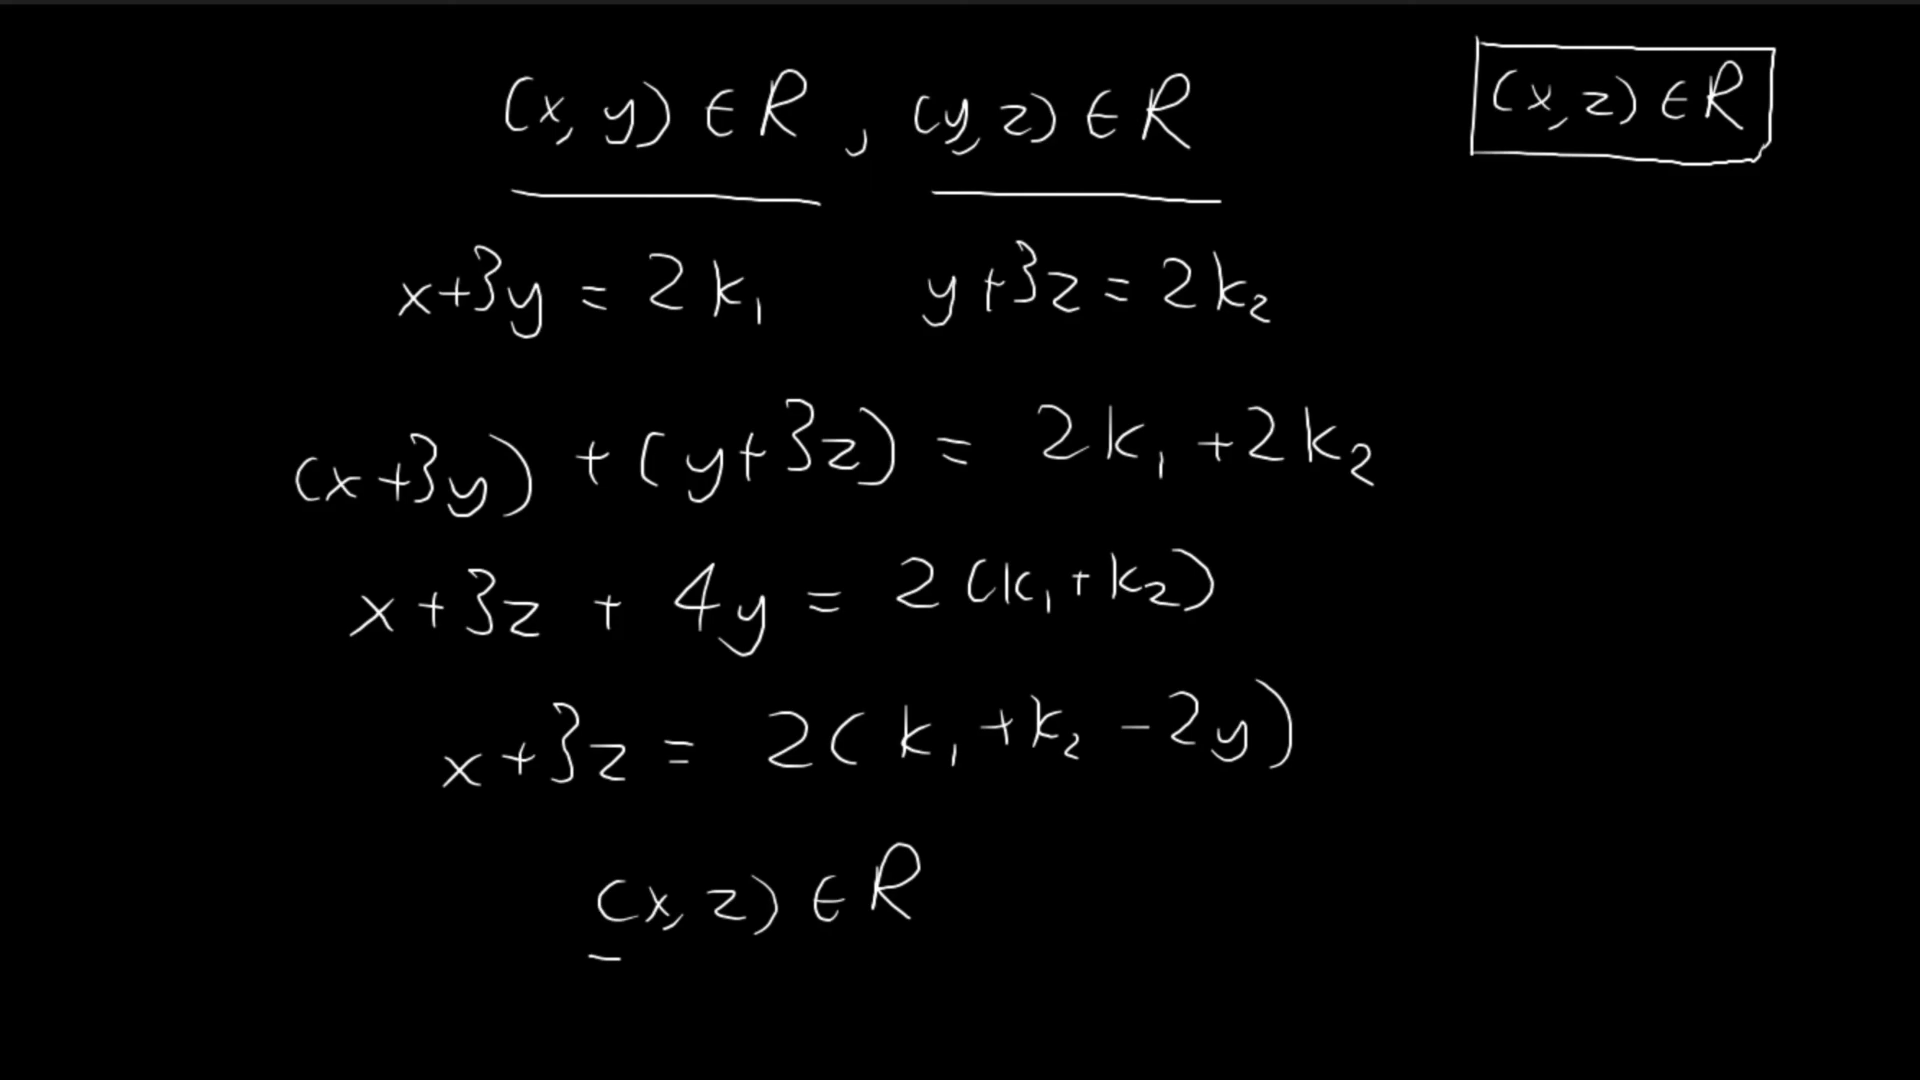 (x, y) ∈ R , (y, z) ∈ R
(x, z) ∈ R
x+3y = 2k₁
y+3z = 2k₂
(x+3y) + (y+3z) = 2k₁ + 2k₂
x+3z + 4y = 2(k₁+k₂)
x+3z = 2(k₁+k₂-2y)
(x, z) ∈ R